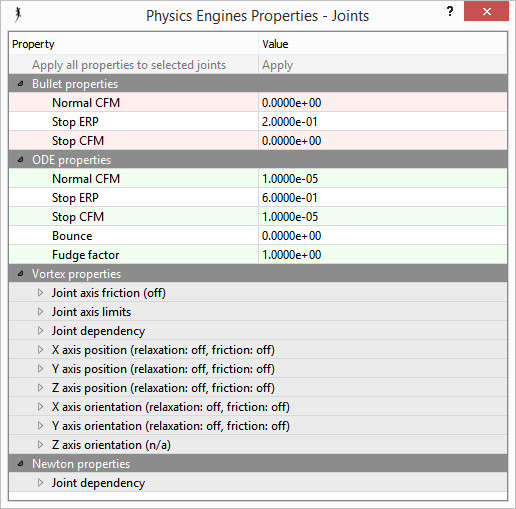 Physics Engines Properties - Joints ? ×
Property Value
Apply all properties to selected joints Apply
Bullet properties
Normal CFM 0.0000e+00
Stop ERP 2.0000e-01
Stop CFM 0.0000e+00
ODE properties
Normal CFM 1.0000e-05
Stop ERP 6.0000e-01
Stop CFM 1.0000e-05
Bounce 0.0000e+00
Fudge factor 1.0000e+00
Vortex properties
Joint axis friction (off)
Joint axis limits
Joint dependency
X axis position (relaxation: off, friction: off)
Y axis position (relaxation: off, friction: off)
Z axis position (relaxation: off, friction: off)
X axis orientation (relaxation: off, friction: off)
Y axis orientation (relaxation: off, friction: off)
Z axis orientation (n/a)
Newton properties
Joint dependency